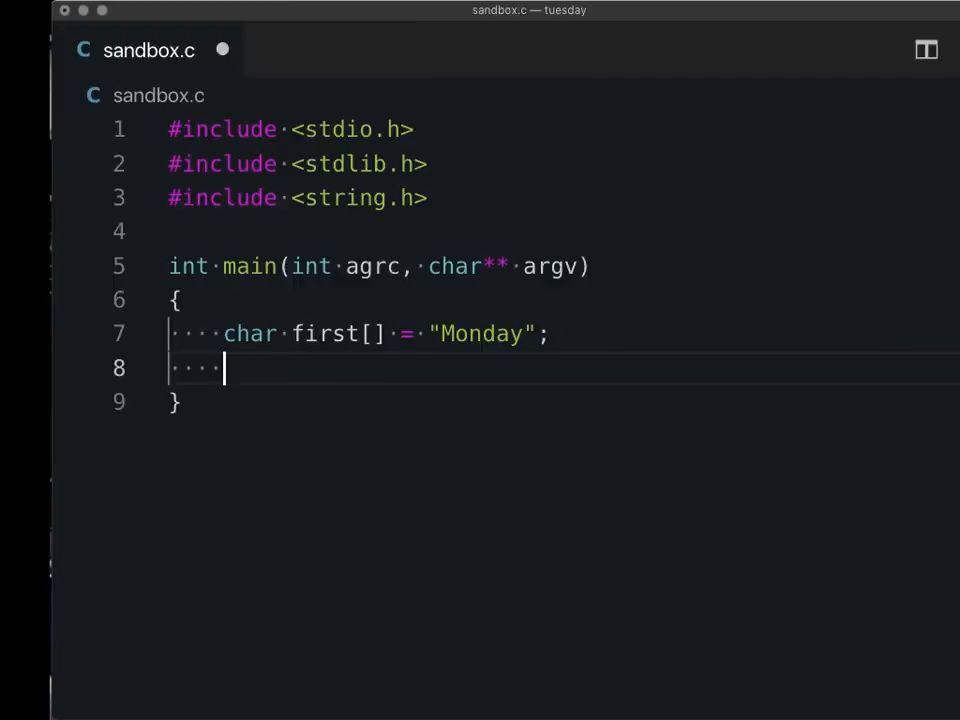 sandbox.c — tuesday
C sandbox.c
C sandbox.c
1 #include <stdio.h>
2 #include <stdlib.h>
3 #include <string.h>
4
5 int main(int agrc, char** argv)
6 {
7     char first[] = "Monday";
8
9 }